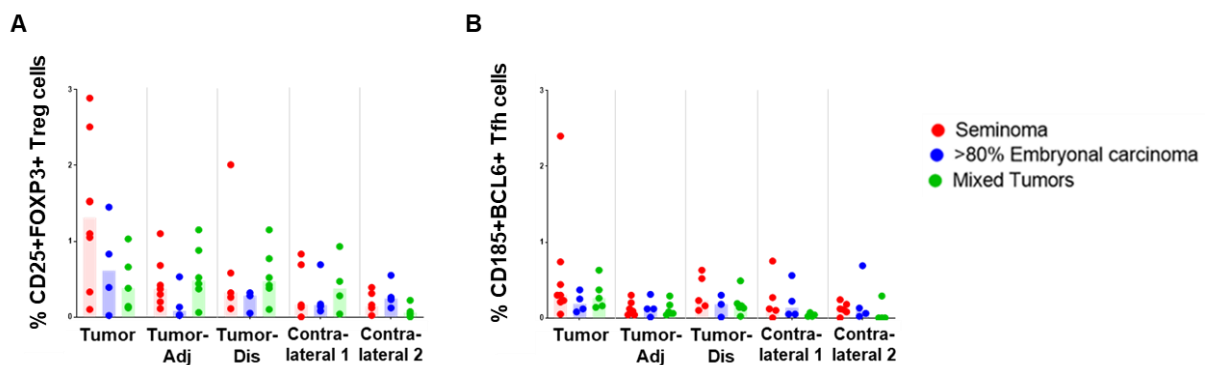 A
% CD25+FOXP3+ Treg cells
3
2
1
0
Tumor
Tumor-
Adj
Tumor-
Dis
Contra-
lateral 1
Contra-
lateral 2
B
% CD185+BCL6+ Tfh cells
3
2
1
0
Tumor
Tumor-
Adj
Tumor-
Dis
Contra-
lateral 1
Contra-
lateral 2
Seminoma
>80% Embryonal carcinoma
Mixed Tumors